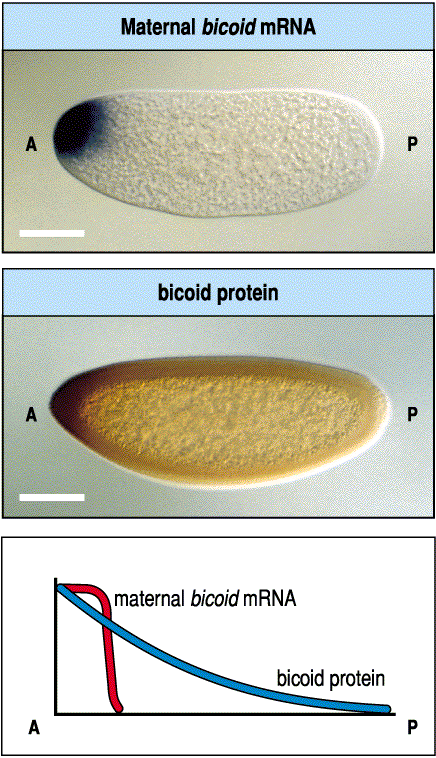 Maternal bicoid mRNA
A P
bicoid protein
A P
maternal bicoid mRNA
bicoid protein
A P